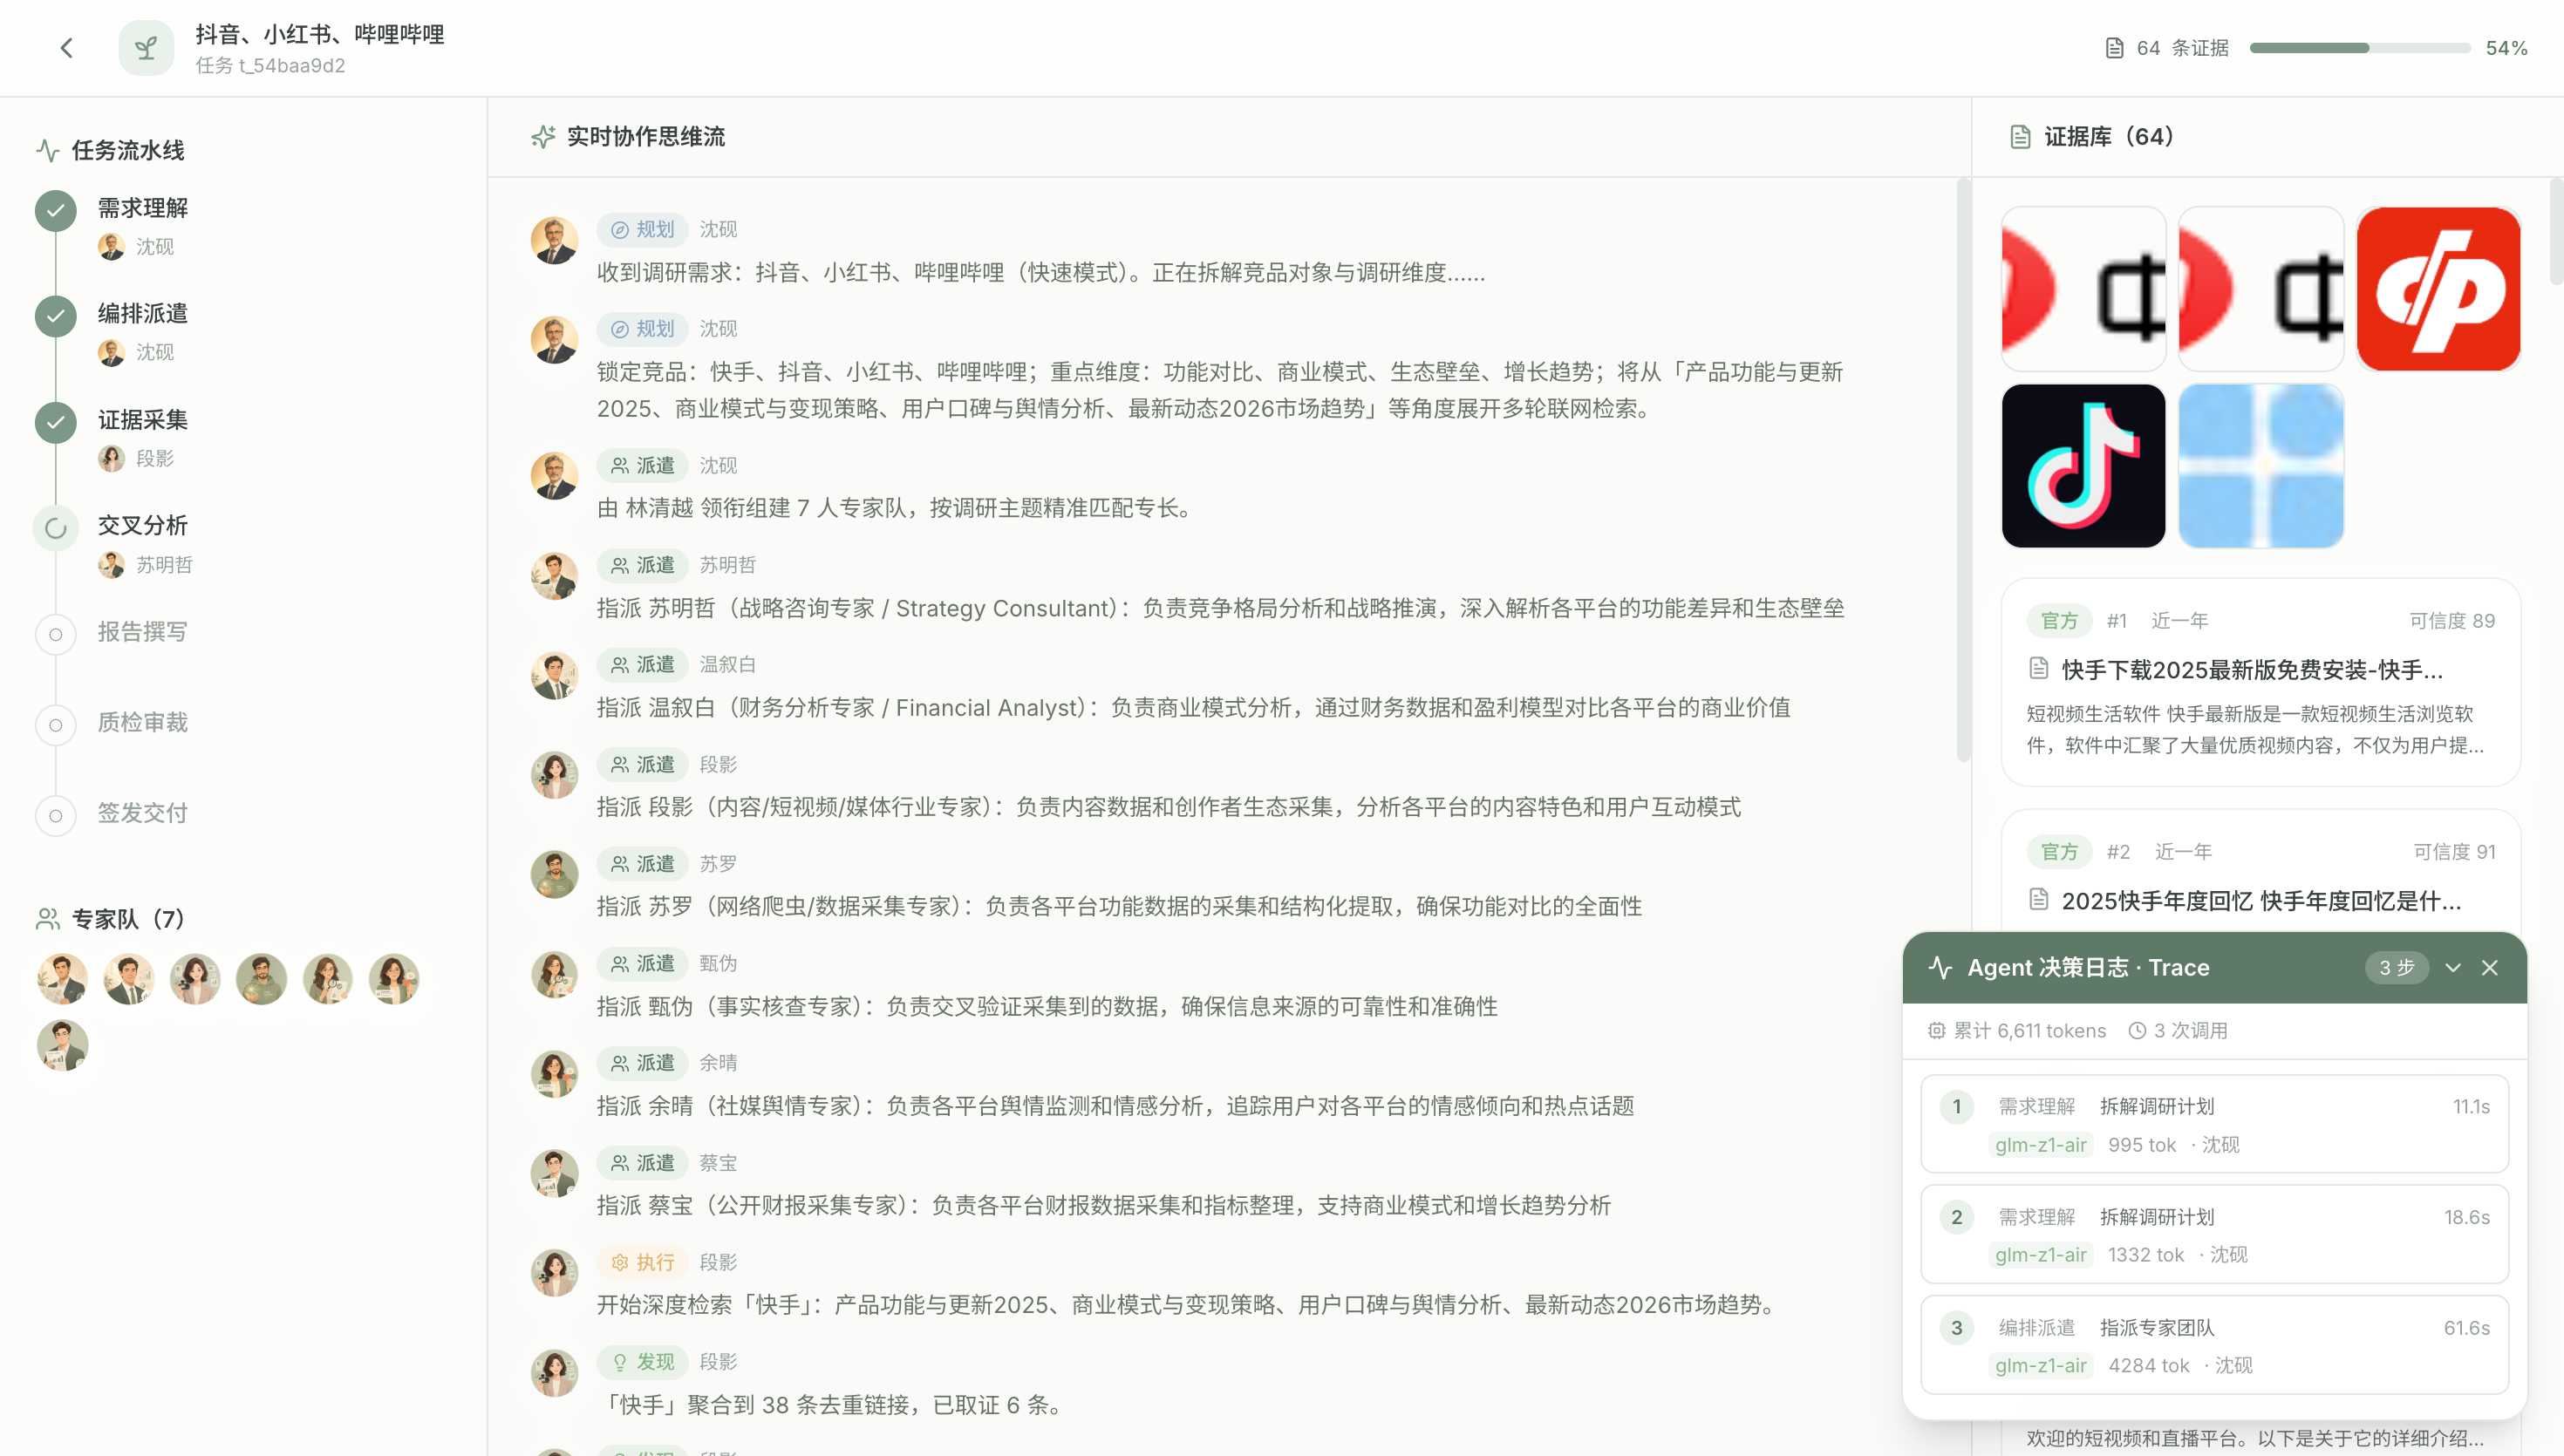 抖音、小红书、哔哩哔哩
任务 t_54baa9d2
64 条证据
54%
任务流水线
需求理解
沈砚
编排派遣
沈砚
证据采集
段影
交叉分析
苏明哲
报告撰写
质检审裁
签发交付
专家队（7）
实时协作思维流
规划 沈砚
收到调研需求：抖音、小红书、哔哩哔哩（快速模式）。正在拆解竞品对象与调研维度……
规划 沈砚
锁定竞品：快手、抖音、小红书、哔哩哔哩；重点维度：功能对比、商业模式、生态壁垒、增长趋势；将从「产品功能与更新
2025、商业模式与变现策略、用户口碑与舆情分析、最新动态2026市场趋势」等角度展开多轮联网检索。
派遣 沈砚
由 林清越 领衔组建 7 人专家队，按调研主题精准匹配专长。
派遣 苏明哲
指派 苏明哲（战略咨询专家 / Strategy Consultant）：负责竞争格局分析和战略推演，深入解析各平台的功能差异和生态壁垒
派遣 温叙白
指派 温叙白（财务分析专家 / Financial Analyst）：负责商业模式分析，通过财务数据和盈利模型对比各平台的商业价值
派遣 段影
指派 段影（内容/短视频/媒体行业专家）：负责内容数据和创作者生态采集，分析各平台的内容特色和用户互动模式
派遣 苏罗
指派 苏罗（网络爬虫/数据采集专家）：负责各平台功能数据的采集和结构化提取，确保功能对比的全面性
派遣 甄伪
指派 甄伪（事实核查专家）：负责交叉验证采集到的数据，确保信息来源的可靠性和准确性
派遣 余晴
指派 余晴（社媒舆情专家）：负责各平台舆情监测和情感分析，追踪用户对各平台的情感倾向和热点话题
派遣 蔡宝
指派 蔡宝（公开财报采集专家）：负责各平台财报数据采集和指标整理，支持商业模式和增长趋势分析
执行 段影
开始深度检索「快手」：产品功能与更新2025、商业模式与变现策略、用户口碑与舆情分析、最新动态2026市场趋势。
发现 段影
「快手」聚合到 38 条去重链接，已取证 6 条。
证据库（64）
官方 #1 近一年 可信度 89
快手下载2025最新版免费安装-快手...
短视频生活软件 快手最新版是一款短视频生活浏览软
件，软件中汇聚了大量优质视频内容，不仅为用户提...
官方 #2 近一年 可信度 91
2025快手年度回忆 快手年度回忆是什...
Agent 决策日志 · Trace
3 步
累计 6,611 tokens 3 次调用
1 需求理解 拆解调研计划 11.1s
glm-z1-air 995 tok · 沈砚
2 需求理解 拆解调研计划 18.6s
glm-z1-air 1332 tok · 沈砚
3 编排派遣 指派专家团队 61.6s
glm-z1-air 4284 tok · 沈砚
欢迎的短视频和直播平台。以下是关于它的详细介绍...